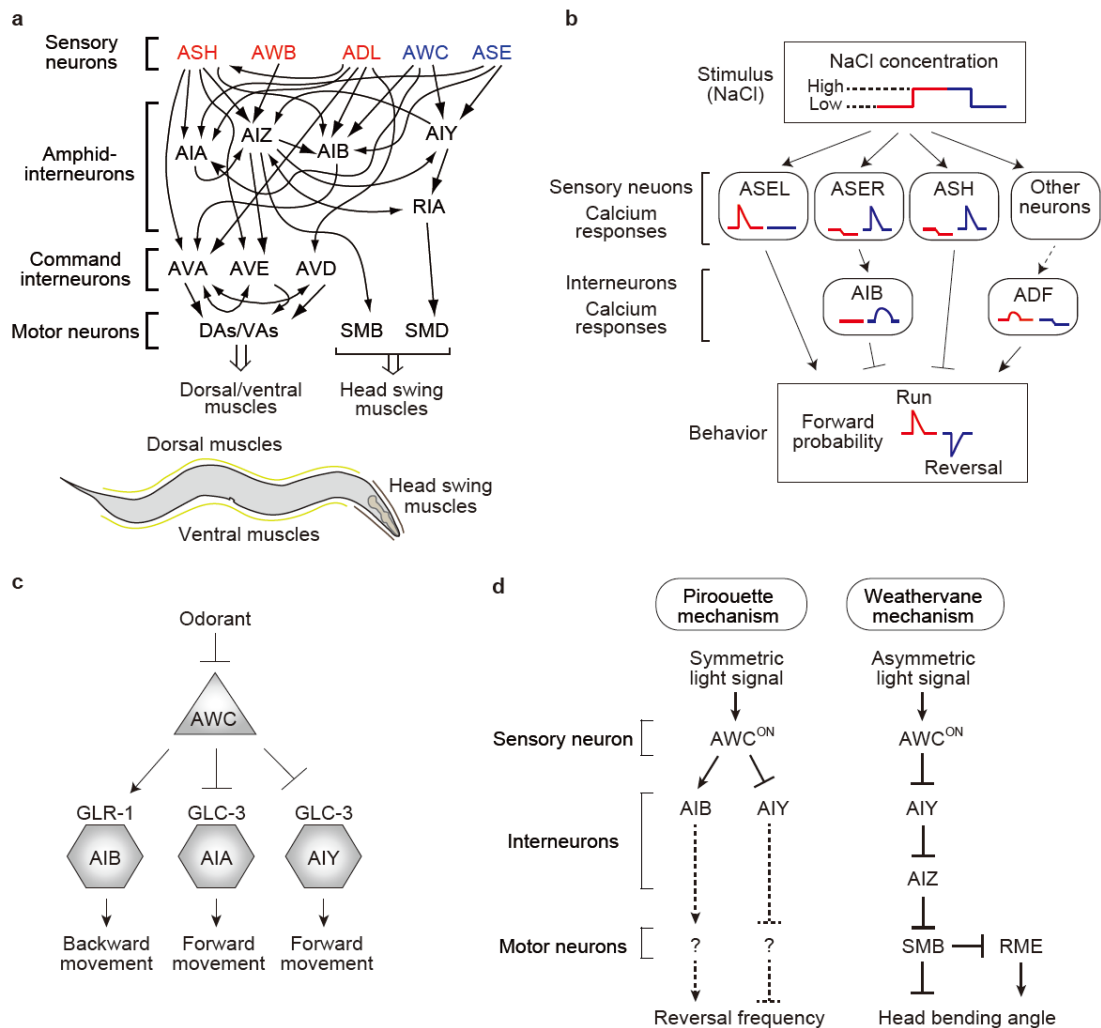 a
Sensory
neurons
ASH AWB ADL AWC ASE
Amphid-
interneurons
AIA AIZ AIB AIY
RIA
Command
interneurons
AVA AVE AVD
Motor neurons
DAs/VAs SMB SMD
Dorsal/ventral
muscles
Head swing
muscles
Dorsal muscles
Head swing
muscles
Ventral muscles
b
Stimulus
(NaCl)
NaCl concentration
High
Low
Sensory neuons
Calcium
responses
ASEL ASER ASH Other
neurons
Interneurons
Calcium
responses
AIB ADF
Behavior
Forward
probability
Run
Reversal
c
Odorant
AWC
GLR-1 GLC-3 GLC-3
AIB AIA AIY
Backward
movement
Forward
movement
Forward
movement
d
Piroouette
mechanism
Weathervane
mechanism
Symmetric
light signal
Asymmetric
light signal
Sensory neuron
AWC^ON AWC^ON
Interneurons
AIB AIY AIY
AIZ
Motor neurons
? ? SMB RME
Reversal frequency Head bending angle